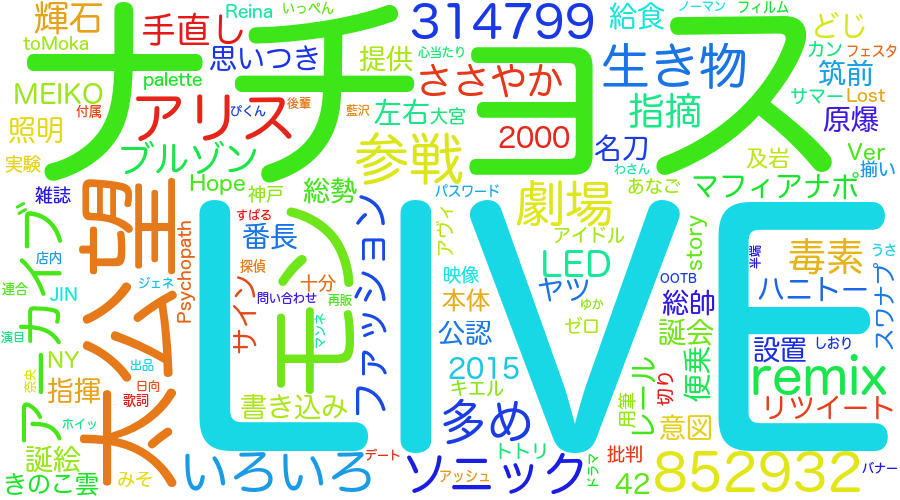 ナチョス
LIVE
太公望
モン
314799
852932
参戦
劇場
アリス
生き物
いろいろ
ソニック
多め
remix
アーカイブ
ファッション
ささやか
毒素
輝石
手直し
思いつき
提供
給食
どじ
筑前
カン
フェスタ
ノーマン
フィルム
サマー
Lost
原爆
Ver
揃い
及岩
わさん
あなご
マフィアナポ
名刀
指摘
2000
左右
大宮
心当たり
いっぺん
Reina
toMoka
palette
MEIKO
付属
照明
実験
ぴくん
後輩
藍沢
ブルゾン
Hope
神戸
総勢
パスワード
雑誌
すぱる
番長
探偵
十分
問い合わせ
再販
マンネ
サイン
Psychopath
ジェネ
店内
連合
JIN
演目
NY
出品
日向
歌詞
奈央
指揮
ホイッ
誕絵
きのこ雲
みそ
書き込み
デート
アヴィ
アイドル
映像
本体
公認
2015
キエル
トトリ
アッシュ
LED
ヤツ
ゆか
ゼロ
story
OOTB
総帥
誕会
便乗
レール
切り
用筆
ドラマ
批判
意図
42
半端
うさ
ハニトー
スワナプ
設置
しおり
リツイート
バナー